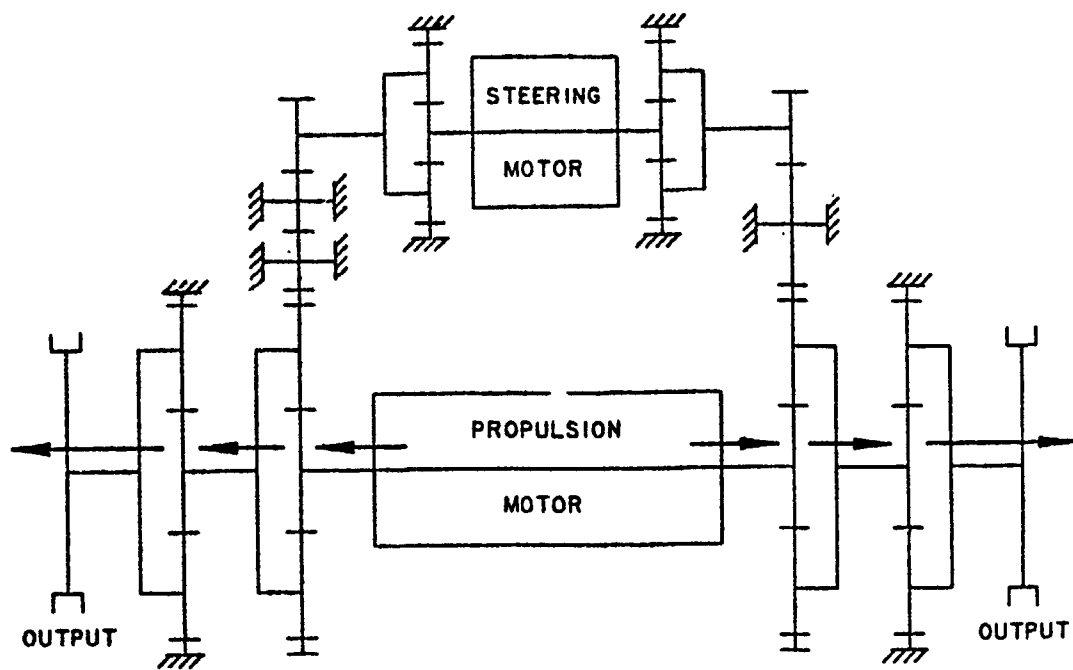 STEERING
MOTOR
PROPULSION
MOTOR
OUTPUT
OUTPUT